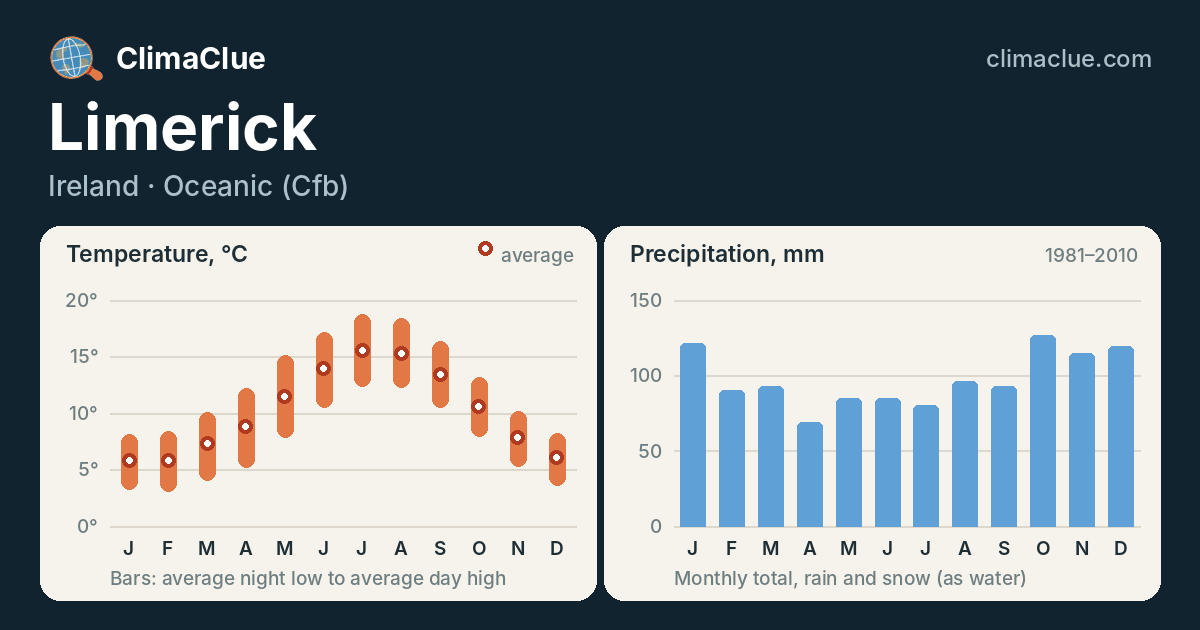 ClimaClue
climaclue.com
Limerick
Ireland · Oceanic (Cfb)
Temperature, °C
average
20°
15°
10°
5°
0°
J F M A M J J A S O N D
Bars: average night low to average day high
Precipitation, mm
1981–2010
150
100
50
0
J F M A M J J A S O N D
Monthly total, rain and snow (as water)